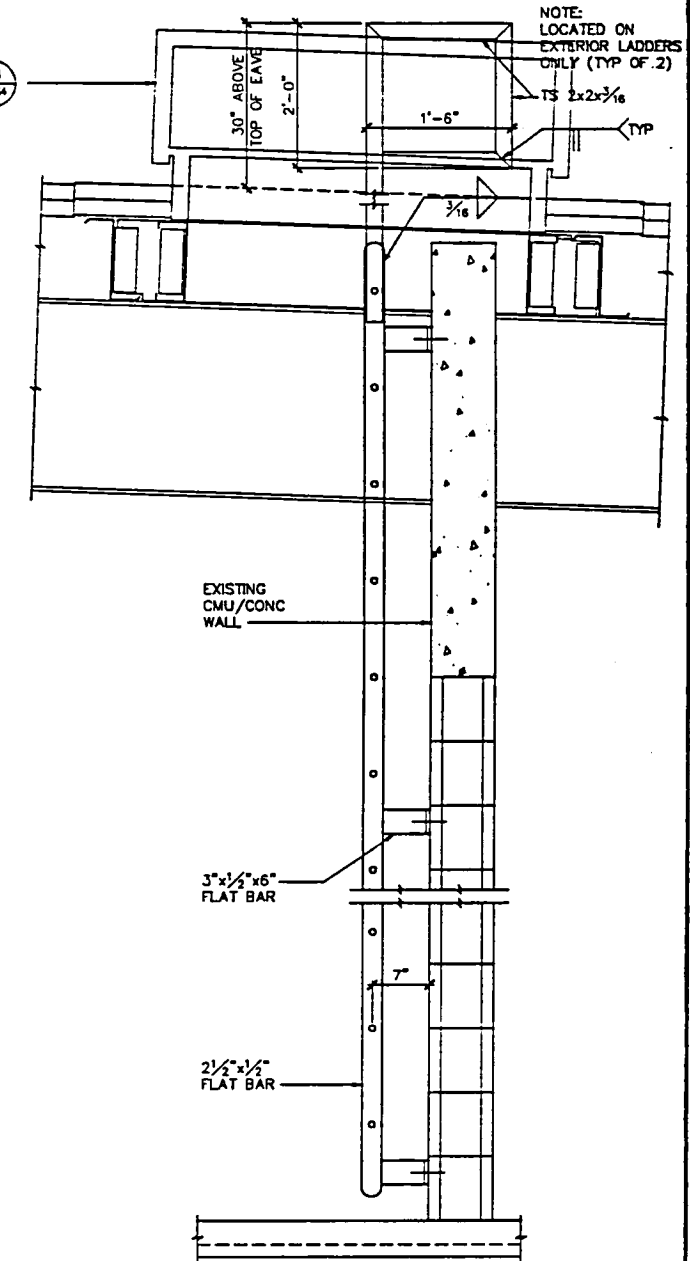 NOTE:
LOCATED ON
EXTERIOR LADDERS
ONLY (TYP OF 2)
TS 2x2x3/16
TYP
30" ABOVE
TOP OF EAVE
2'-0"
1'-6"
3/16
EXISTING
CMU/CONC
WALL
3"x1/2"x6"
FLAT BAR
7"
2 1/2"x1/2"
FLAT BAR